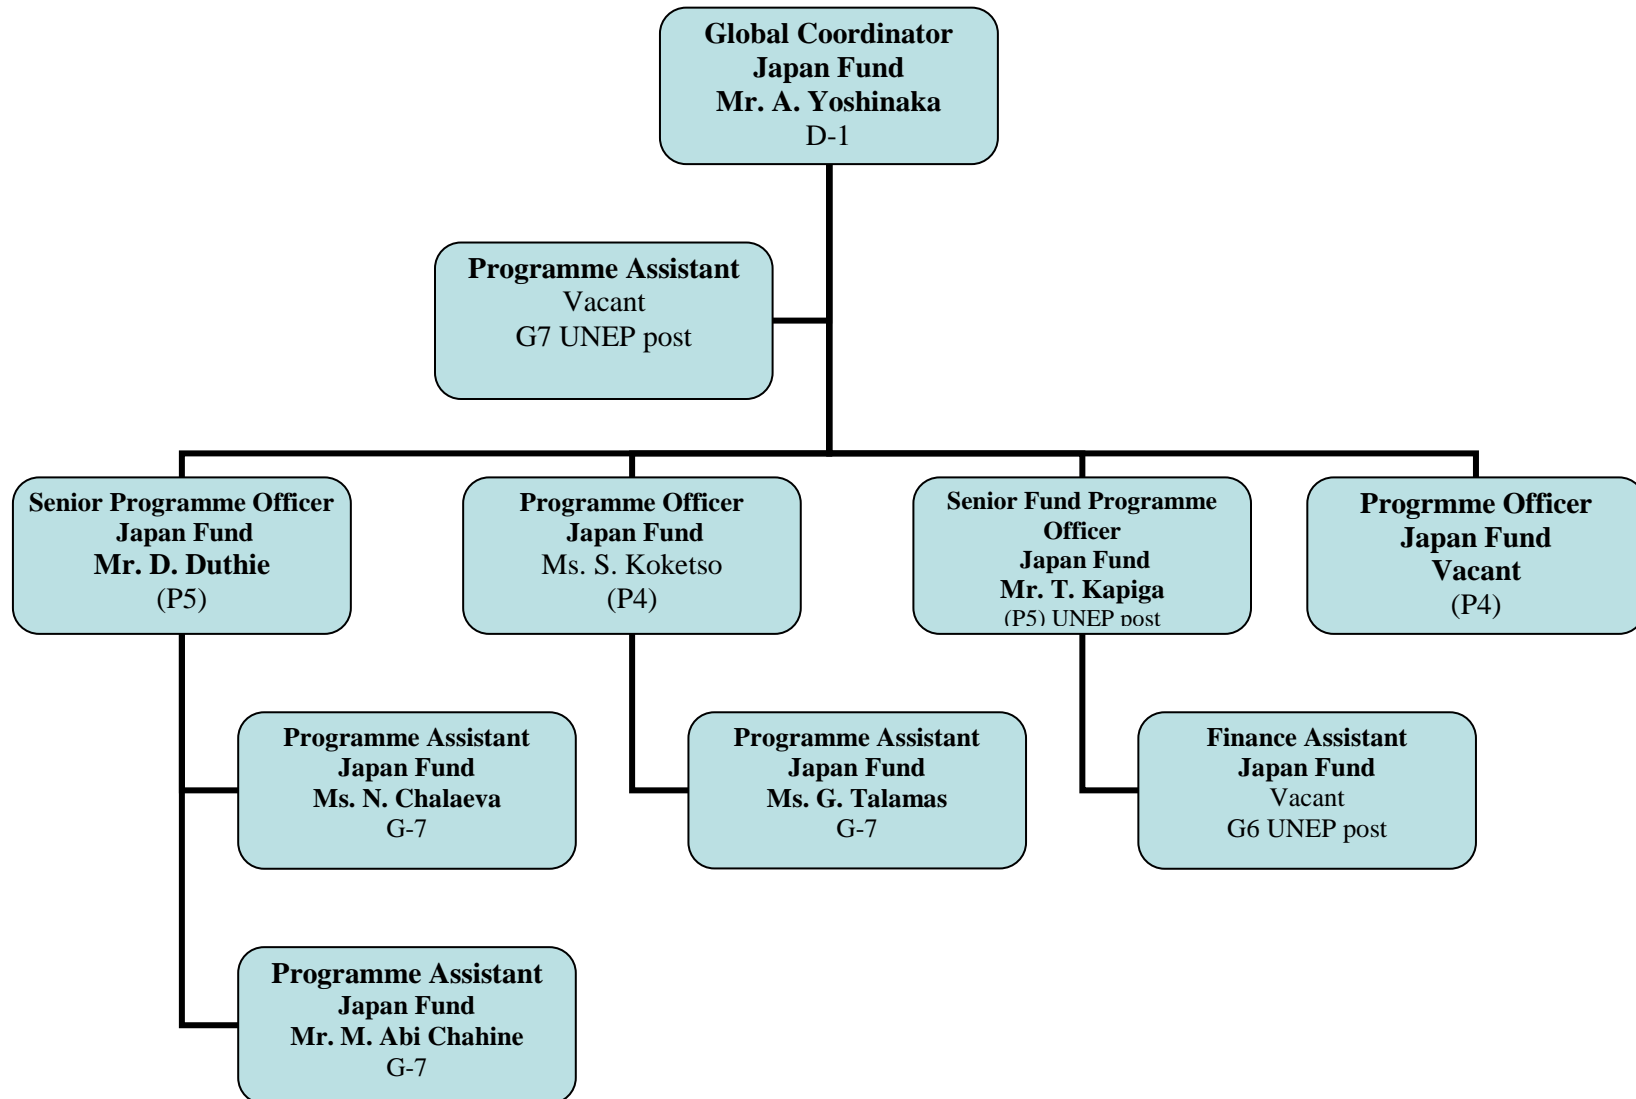 Global Coordinator
Japan Fund
Mr. A. Yoshinaka
D-1
Programme Assistant
Vacant
G7 UNEP post
Senior Programme Officer
Japan Fund
Mr. D. Duthie
(P5)
Programme Officer
Japan Fund
Ms. S. Koketso
(P4)
Senior Fund Programme
Officer
Japan Fund
Mr. T. Kapiga
(P5) UNEP post
Progrmme Officer
Japan Fund
Vacant
(P4)
Programme Assistant
Japan Fund
Ms. N. Chalaeva
G-7
Programme Assistant
Japan Fund
Ms. G. Talamas
G-7
Finance Assistant
Japan Fund
Vacant
G6 UNEP post
Programme Assistant
Japan Fund
Mr. M. Abi Chahine
G-7